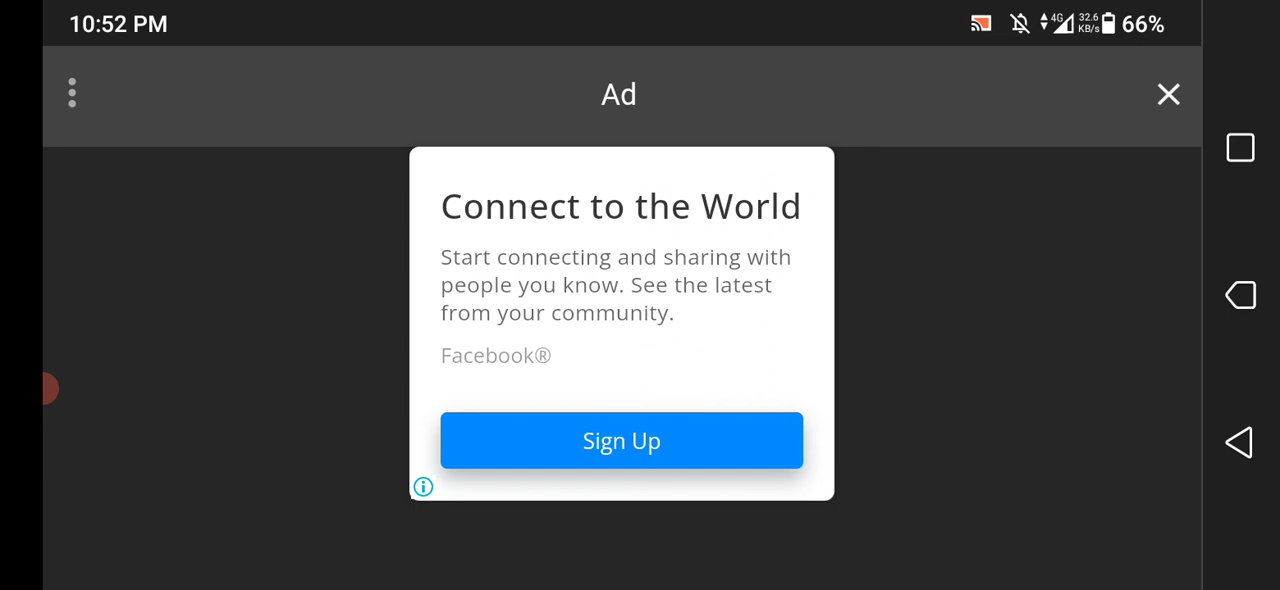 10:52 PM
4G 32.6 KB/s 66%
Ad
Connect to the World
Start connecting and sharing with
people you know. See the latest
from your community.
Facebook®
Sign Up